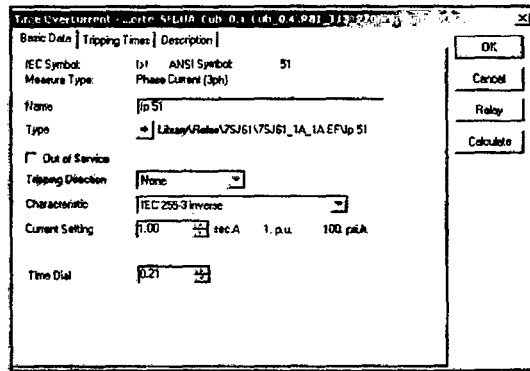 Time Overcurrent
Basic Data Tripping Times Description
IEC Symbol: ANSI Symbol: 51
Measure Type: Phase Current (3ph)
Name Ip 51
Type Library\Relos\7SJ61\7SJ61_1A_1A EF\Ip 51
Out of Service
Tripping Direction None
Characteristic IEC 255-3 inverse
Current Setting 1.00 sec.A 1. p.u. 100. pri.A
Time Dial 0.21
OK
Cancel
Relay
Calculate